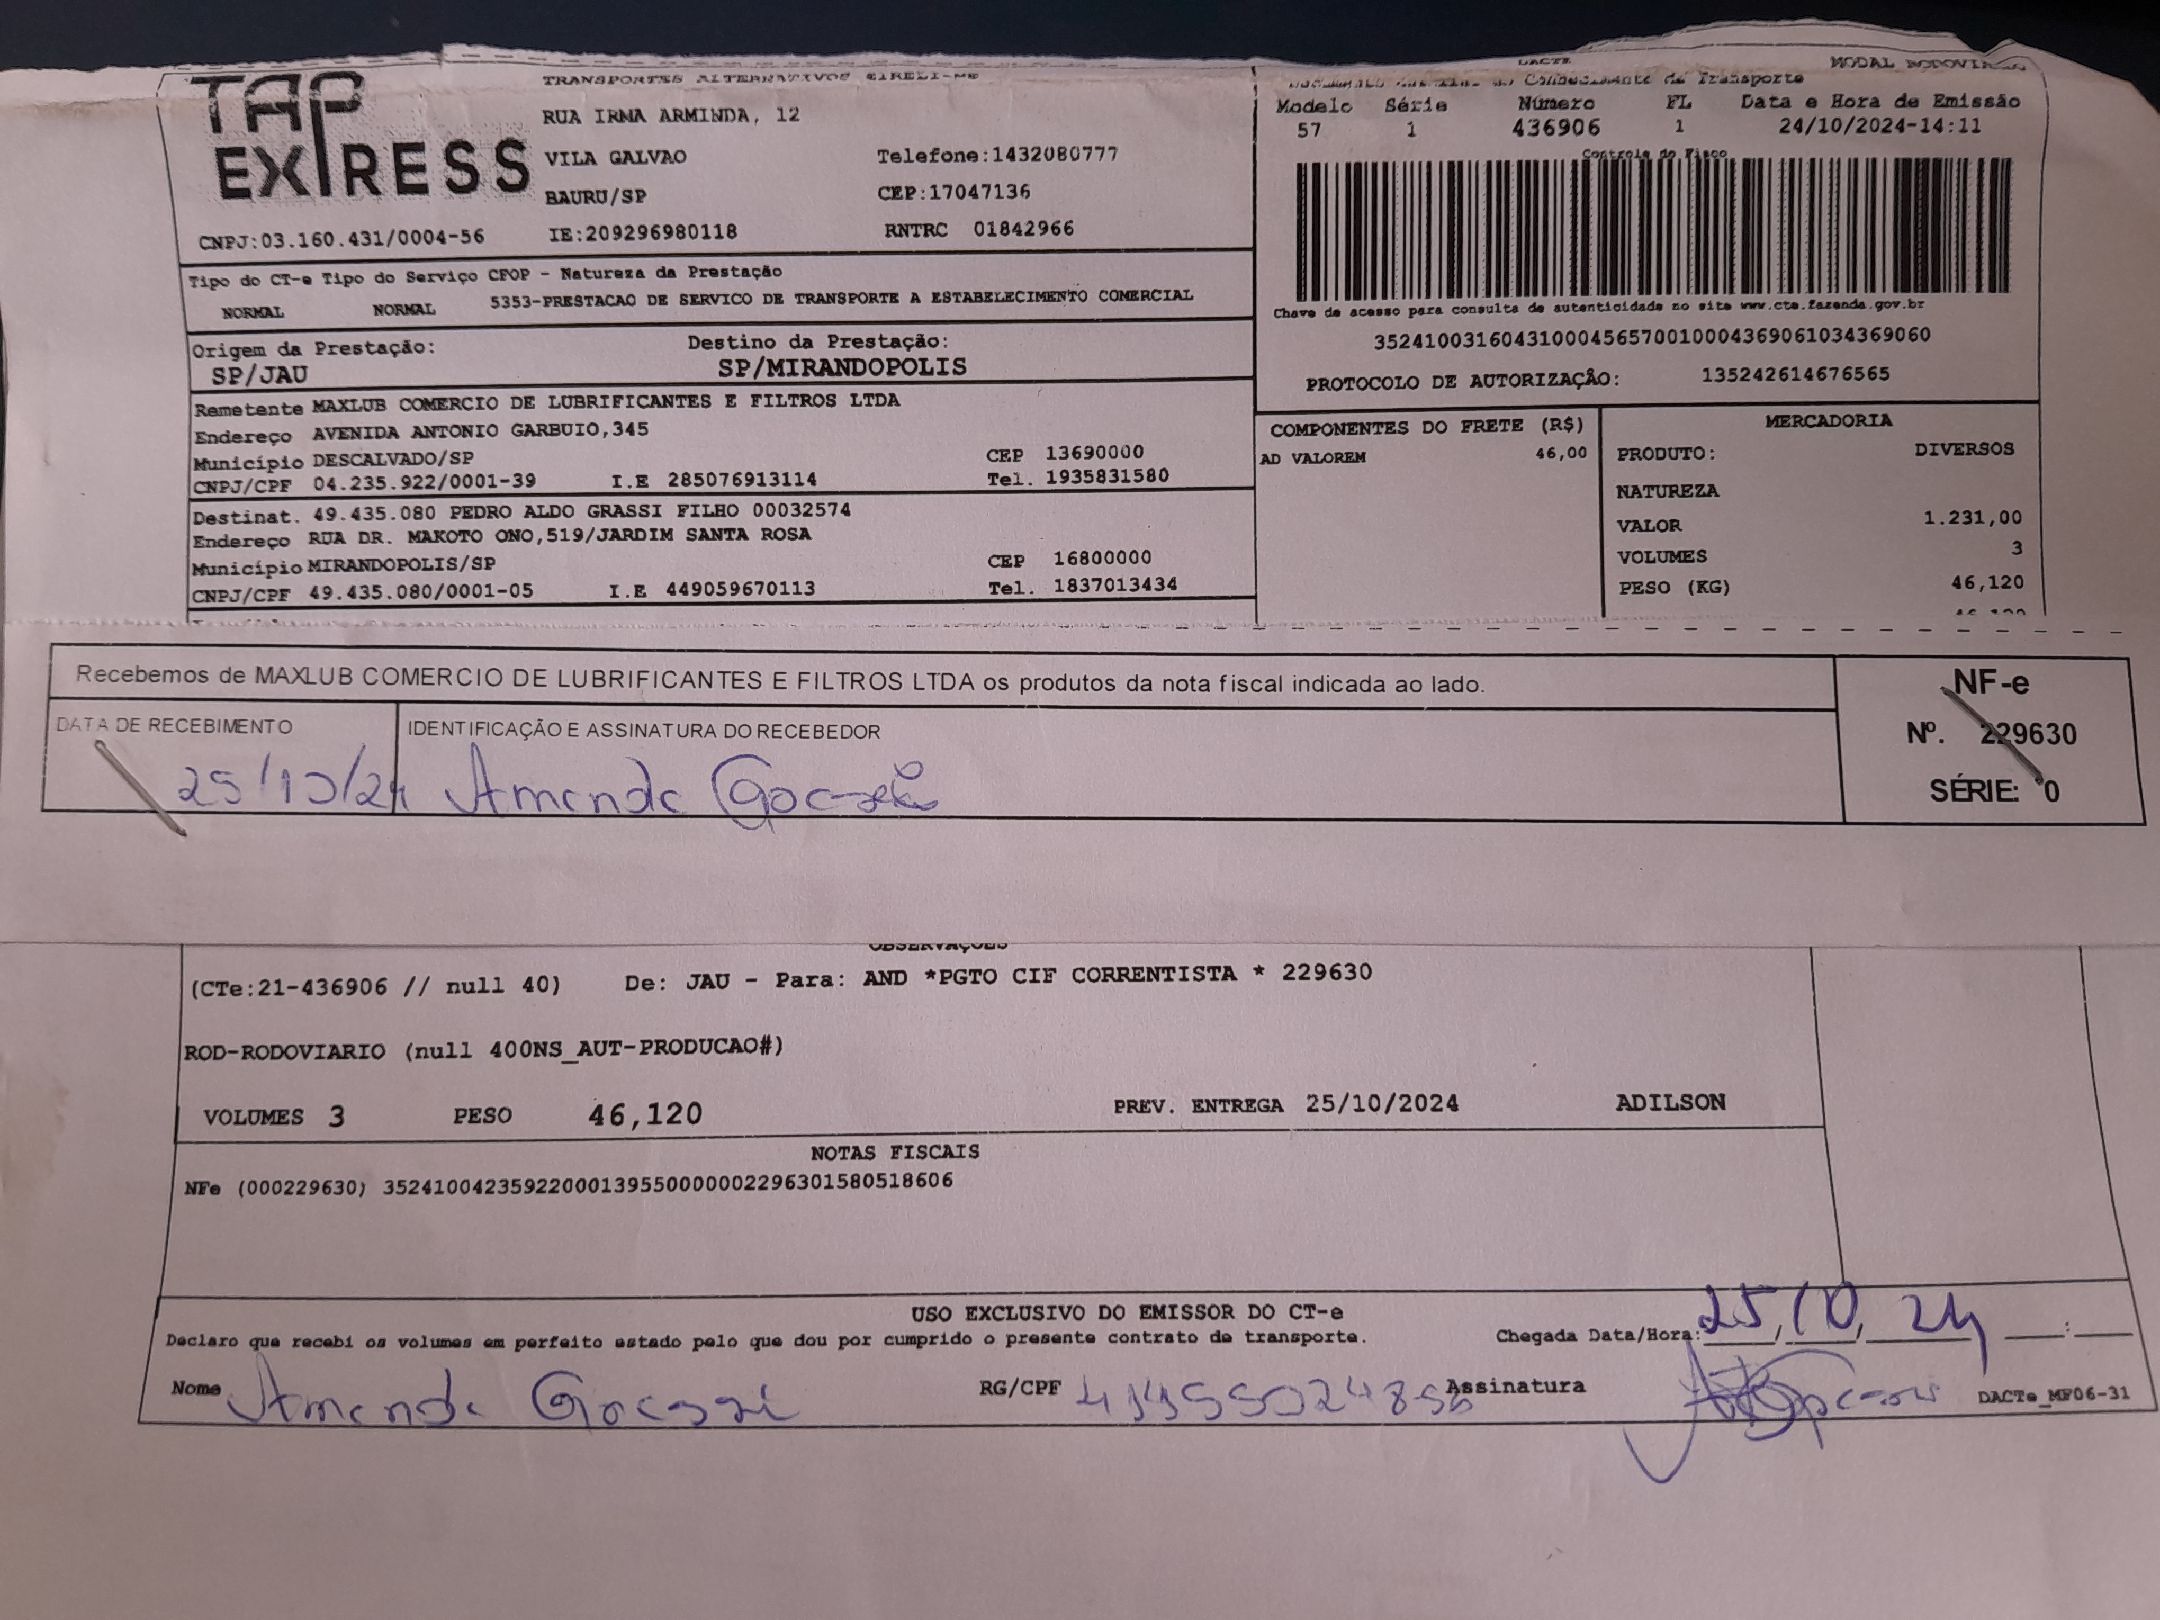 TAP
EXPRESS
TRANSPORTES ALTERNATIVOS EIRELI-ME
RUA IRMA ARMINDA, 12
VILA GALVAO Telefone:1432080777
BAURU/SP CEP:17047136
CNPJ:03.160.431/0004-56 IE:209296980118 RNTRC 01842966
DACTE MODAL RODOVIARIO
do Conhecimento de Transporte
Modelo Série Número FL Data e Hora de Emissão
57 1 436906 1 24/10/2024-14:11
Controle do Fisco
Chave de acesso para consulta de autenticidade no site www.cte.fazenda.gov.br
35241003160431000456570010004369061034369060
PROTOCOLO DE AUTORIZAÇÃO: 135242614676565
Tipo do CT-e Tipo do Serviço CFOP - Natureza da Prestação
NORMAL NORMAL 5353-PRESTACAO DE SERVICO DE TRANSPORTE A ESTABELECIMENTO COMERCIAL
Origem da Prestação: Destino da Prestação:
SP/JAU SP/MIRANDOPOLIS
Remetente MAXLUB COMERCIO DE LUBRIFICANTES E FILTROS LTDA
Endereço AVENIDA ANTONIO GARBUIO,345
Município DESCALVADO/SP CEP 13690000
CNPJ/CPF 04.235.922/0001-39 I.E 285076913114 Tel. 1935831580
Destinat. 49.435.080 PEDRO ALDO GRASSI FILHO 00032574
Endereço RUA DR. MAKOTO ONO,519/JARDIM SANTA ROSA
Município MIRANDOPOLIS/SP CEP 16800000
CNPJ/CPF 49.435.080/0001-05 I.E 449059670113 Tel. 1837013434
COMPONENTES DO FRETE (R$)
AD VALOREM 46,00
MERCADORIA
PRODUTO: DIVERSOS
NATUREZA
VALOR 1.231,00
VOLUMES 3
PESO (KG) 46,120
Recebemos de MAXLUB COMERCIO DE LUBRIFICANTES E FILTROS LTDA os produtos da nota fiscal indicada ao lado.
DATA DE RECEBIMENTO IDENTIFICAÇÃO E ASSINATURA DO RECEBEDOR
25/10/24 Amanda Grassi
NF-e
Nº. 229630
SÉRIE: 0
OBSERVAÇÕES
(CTe:21-436906 // null 40) De: JAU - Para: AND *PGTO CIF CORRENTISTA * 229630
ROD-RODOVIARIO (null 400NS_AUT-PRODUCAO#)
VOLUMES 3 PESO 46,120 PREV. ENTREGA 25/10/2024 ADILSON
NOTAS FISCAIS
NFe (000229630) 35241004235922000139550000002296301580518606
USO EXCLUSIVO DO EMISSOR DO CT-e
Declaro que recebi os volumes em perfeito estado pelo que dou por cumprido o presente contrato de transporte. Chegada Data/Hora: 25/10/24 __:__
Nome Amanda Grassi RG/CPF Assinatura DACTe_MF06-31